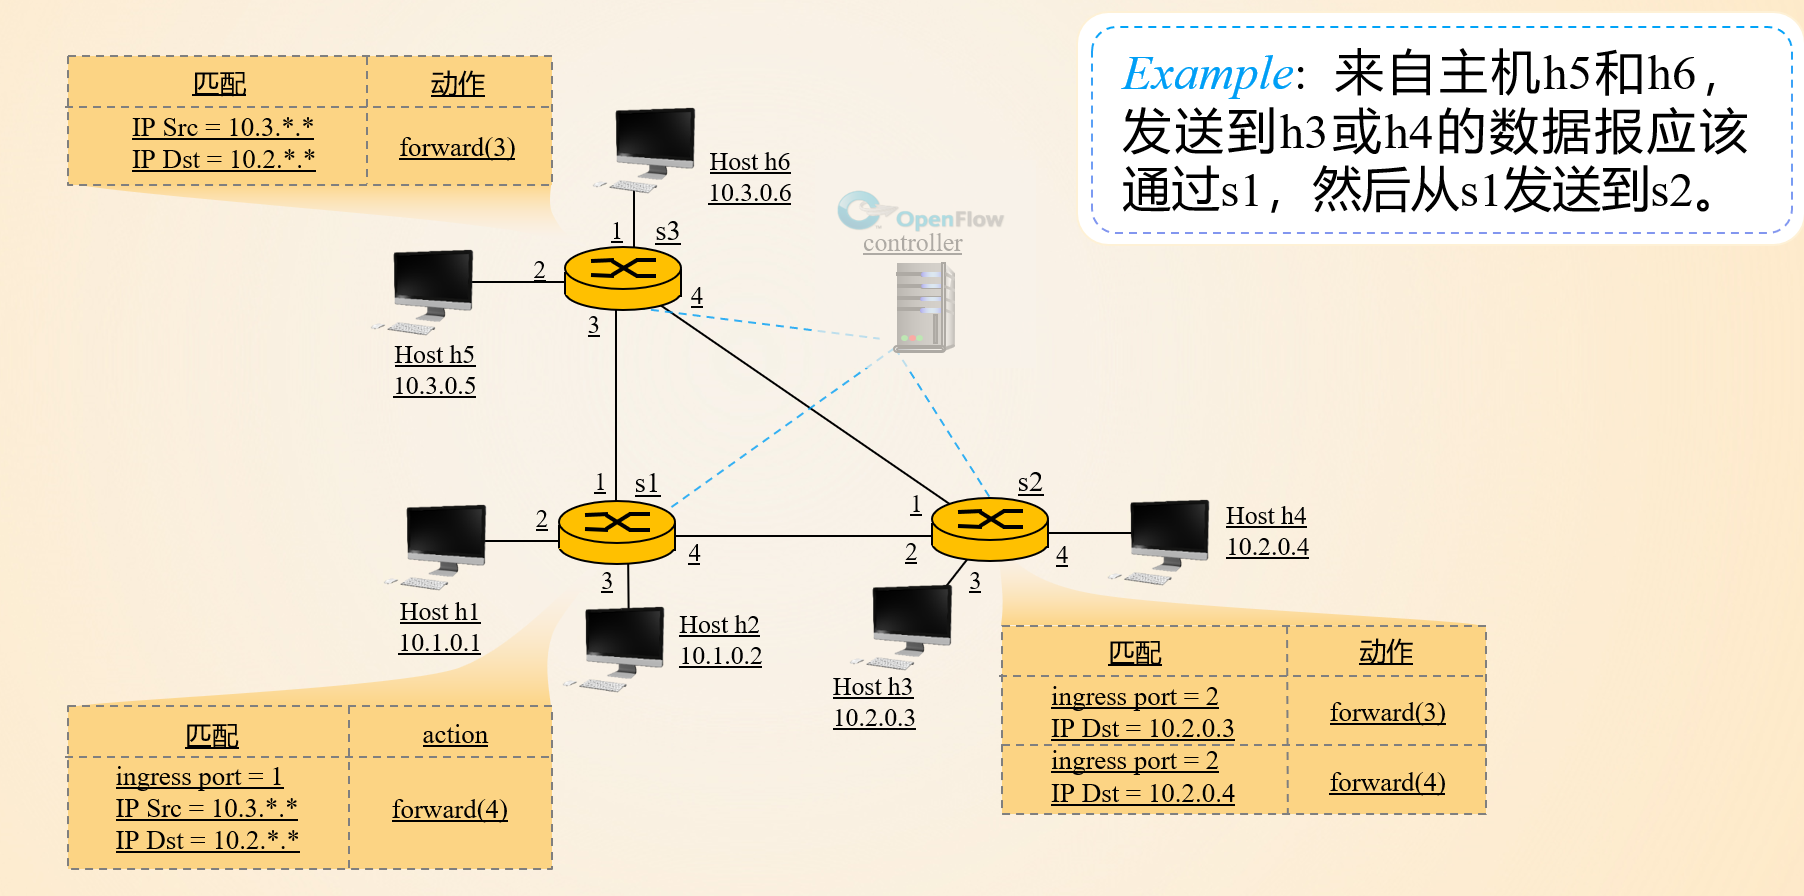 Example: 来自主机h5和h6，
发送到h3或h4的数据报应该
通过s1，然后从s1发送到s2。
匹配 动作
IP Src = 10.3.*.*
IP Dst = 10.2.*.*
forward(3)
Host h6
10.3.0.6
OpenFlow
controller
1 s3
2
4
3
Host h5
10.3.0.5
1 s1
2
4
3
s2
1
2
4
3
Host h4
10.2.0.4
Host h1
10.1.0.1
Host h2
10.1.0.2
Host h3
10.2.0.3
匹配 动作
ingress port = 2
IP Dst = 10.2.0.3
forward(3)
ingress port = 2
IP Dst = 10.2.0.4
forward(4)
匹配 action
ingress port = 1
IP Src = 10.3.*.*
IP Dst = 10.2.*.*
forward(4)